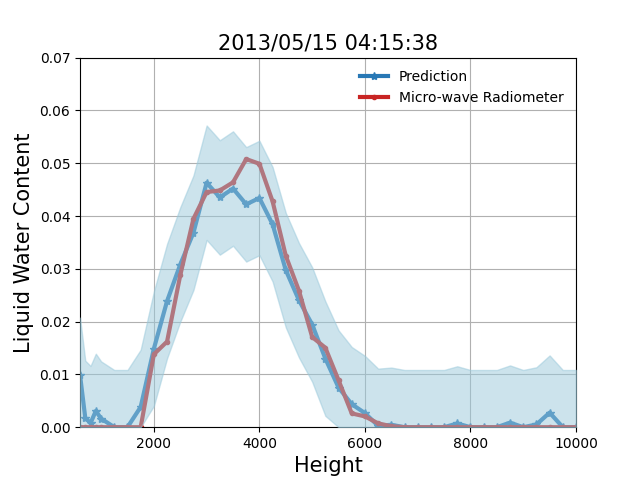 2013/05/15 04:15:38
Prediction
Micro-wave Radiometer
Liquid Water Content
0.07
0.06
0.05
0.04
0.03
0.02
0.01
0.00
2000 4000 6000 8000 10000
Height